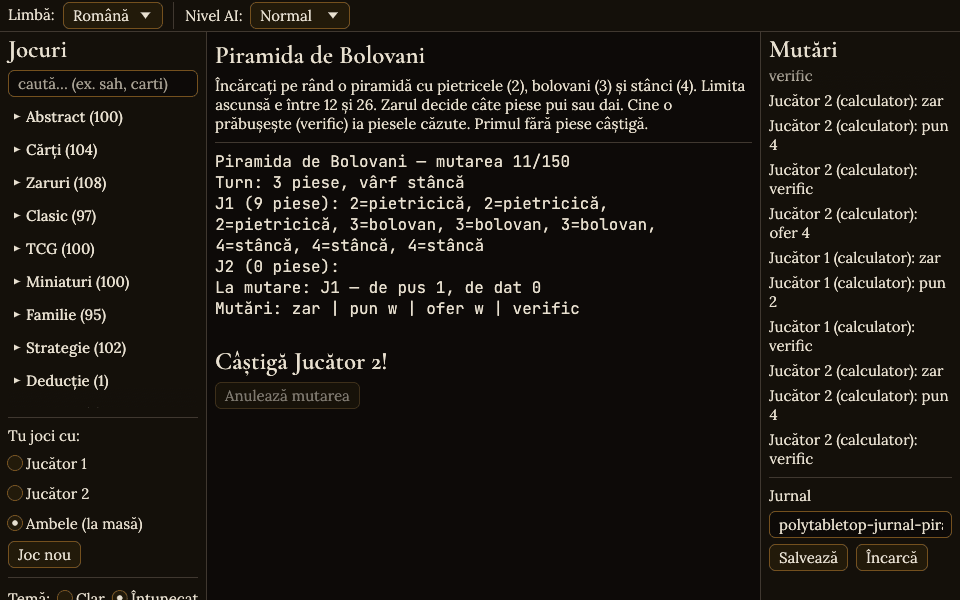 Limbă: Română ▼ Nivel AI: Normal ▼
Jocuri
caută... (ex. sah, carti)
▸ Abstract (100)
▸ Cărți (104)
▸ Zaruri (108)
▸ Clasic (97)
▸ TCG (100)
▸ Miniaturi (100)
▸ Familie (95)
▸ Strategie (102)
▸ Deducție (1)
Tu joci cu:
Jucător 1
Jucător 2
Ambele (la masă)
Joc nou
Temă: Clar Întunecat
Piramida de Bolovani
Încărcați pe rând o piramidă cu pietricele (2), bolovani (3) și stânci (4). Limita
ascunsă e între 12 și 26. Zarul decide câte piese pui sau dai. Cine o
prăbușește (verific) ia piesele căzute. Primul fără piese câștigă.
Piramida de Bolovani — mutarea 11/150
Turn: 3 piese, vârf stâncă
J1 (9 piese): 2=pietricică, 2=pietricică,
2=pietricică, 3=bolovan, 3=bolovan, 3=bolovan,
4=stâncă, 4=stâncă, 4=stâncă
J2 (0 piese):
La mutare: J1 — de pus 1, de dat 0
Mutări: zar | pun w | ofer w | verific
Câștigă Jucător 2!
Anulează mutarea
Mutări
verific
Jucător 2 (calculator): zar
Jucător 2 (calculator): pun
4
Jucător 2 (calculator):
verific
Jucător 2 (calculator):
ofer 4
Jucător 1 (calculator): zar
Jucător 1 (calculator): pun
2
Jucător 1 (calculator):
verific
Jucător 2 (calculator): zar
Jucător 2 (calculator): pun
4
Jucător 2 (calculator):
verific
Jurnal
polytabletop-jurnal-pira
Salvează Încarcă